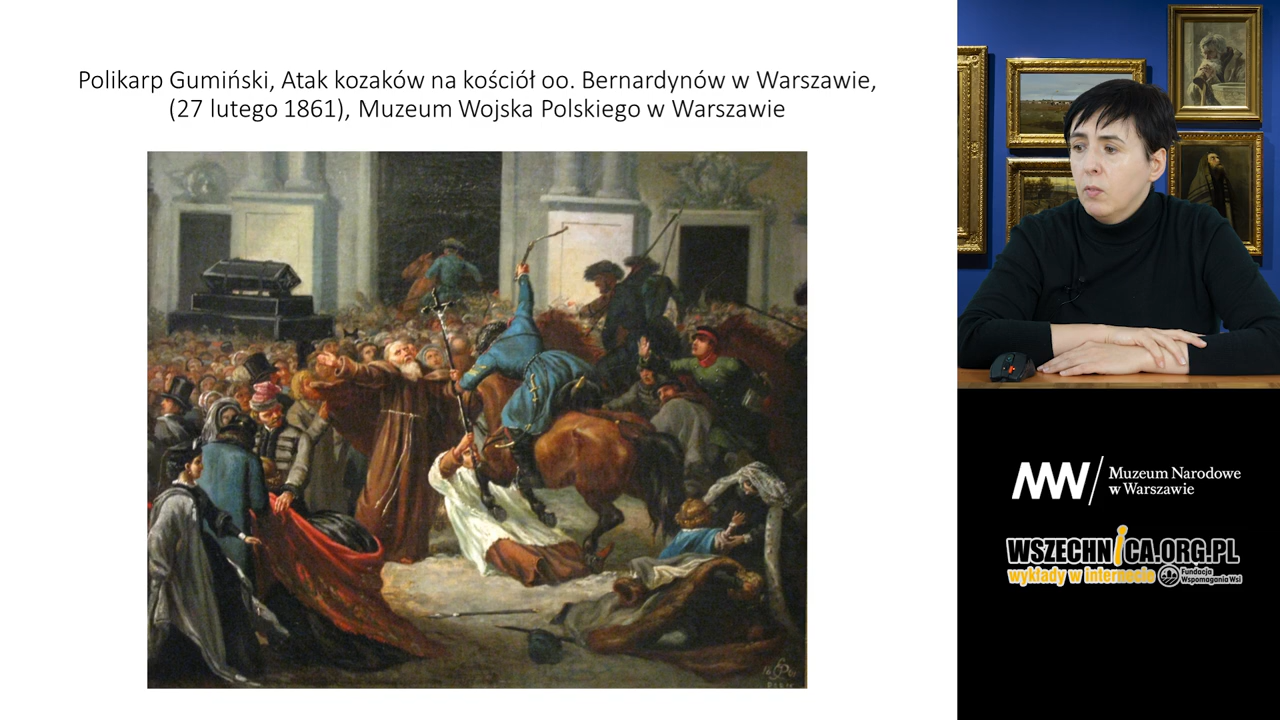 Polikarp Gumiński, Atak kozaków na kościół oo. Bernardynów w Warszawie,
(27 lutego 1861), Muzeum Wojska Polskiego w Warszawie
MNW/ Muzeum Narodowe
w Warszawie
WSZECHNICA.ORG.PL
wykłady w internecie
Fundacja
Wspomagania Wsi